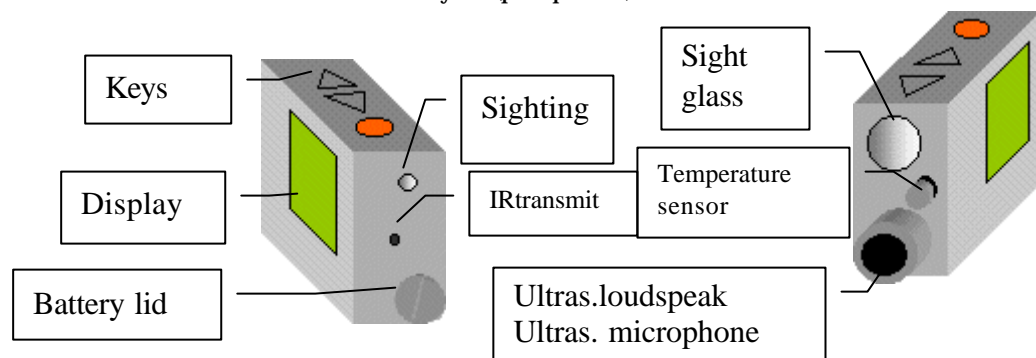 Keys
Sighting
Sight
glass
Display
IRtransmit
Temperature
sensor
Battery lid
Ultras.loudspeak
Ultras. microphone